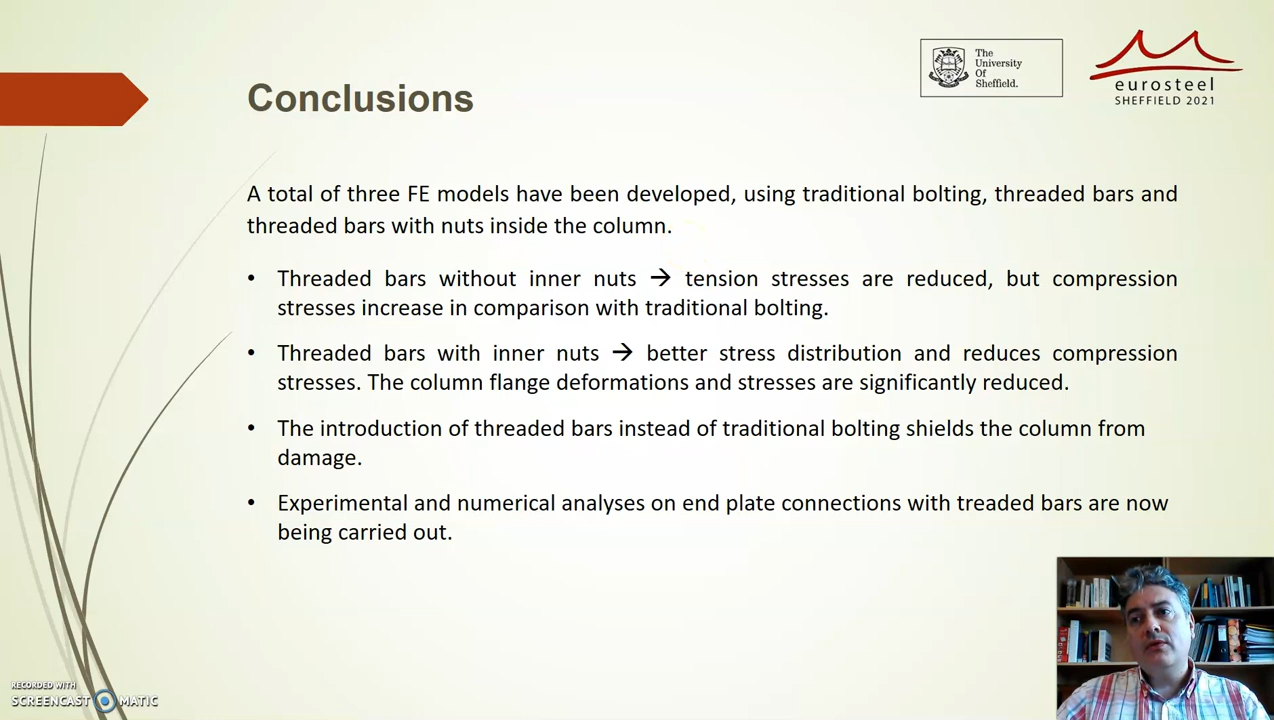 The
University
Of
Sheffield.
eurosteel
SHEFFIELD 2021
Conclusions
A total of three FE models have been developed, using traditional bolting, threaded bars and
threaded bars with nuts inside the column.
• Threaded bars without inner nuts → tension stresses are reduced, but compression
stresses increase in comparison with traditional bolting.
• Threaded bars with inner nuts → better stress distribution and reduces compression
stresses. The column flange deformations and stresses are significantly reduced.
• The introduction of threaded bars instead of traditional bolting shields the column from
damage.
• Experimental and numerical analyses on end plate connections with treaded bars are now
being carried out.
RECORDED WITH
SCREENCAST MATIC